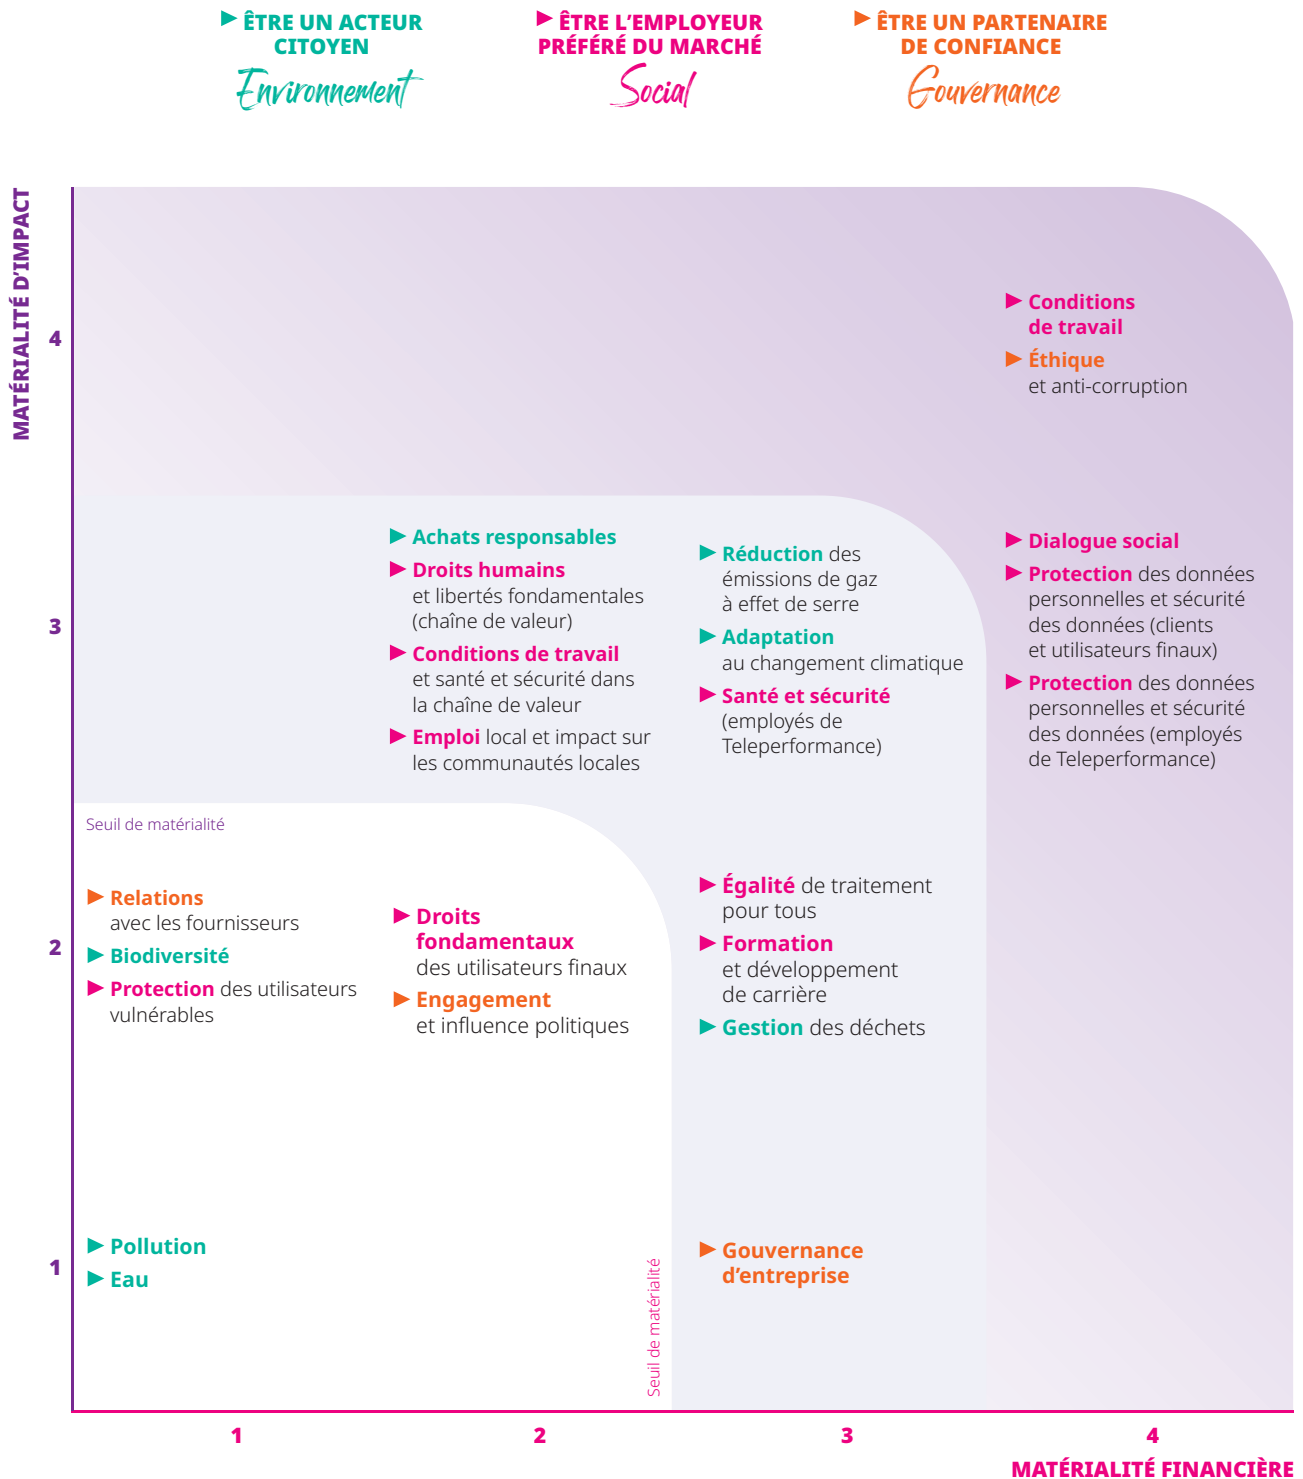 ÊTRE UN ACTEUR
CITOYEN
Environnement
ÊTRE L'EMPLOYEUR
PRÉFÉRÉ DU MARCHÉ
Social
ÊTRE UN PARTENAIRE
DE CONFIANCE
Gouvernance
MATÉRIALITÉ D'IMPACT
4
Conditions
de travail
Éthique
et anti-corruption
3
Achats responsables
Droits humains
et libertés fondamentales
(chaîne de valeur)
Conditions de travail
et santé et sécurité dans
la chaîne de valeur
Emploi local et impact sur
les communautés locales
Réduction des
émissions de gaz
à effet de serre
Adaptation
au changement climatique
Santé et sécurité
(employés de
Teleperformance)
Dialogue social
Protection des données
personnelles et sécurité
des données (clients
et utilisateurs finaux)
Protection des données
personnelles et sécurité
des données (employés
de Teleperformance)
Seuil de matérialité
2
Relations
avec les fournisseurs
Biodiversité
Protection des utilisateurs
vulnérables
Droits
fondamentaux
des utilisateurs finaux
Engagement
et influence politiques
Égalité de traitement
pour tous
Formation
et développement
de carrière
Gestion des déchets
1
Pollution
Eau
Seuil de matérialité
Gouvernance
d'entreprise
1
2
3
4
MATÉRIALITÉ FINANCIÈRE